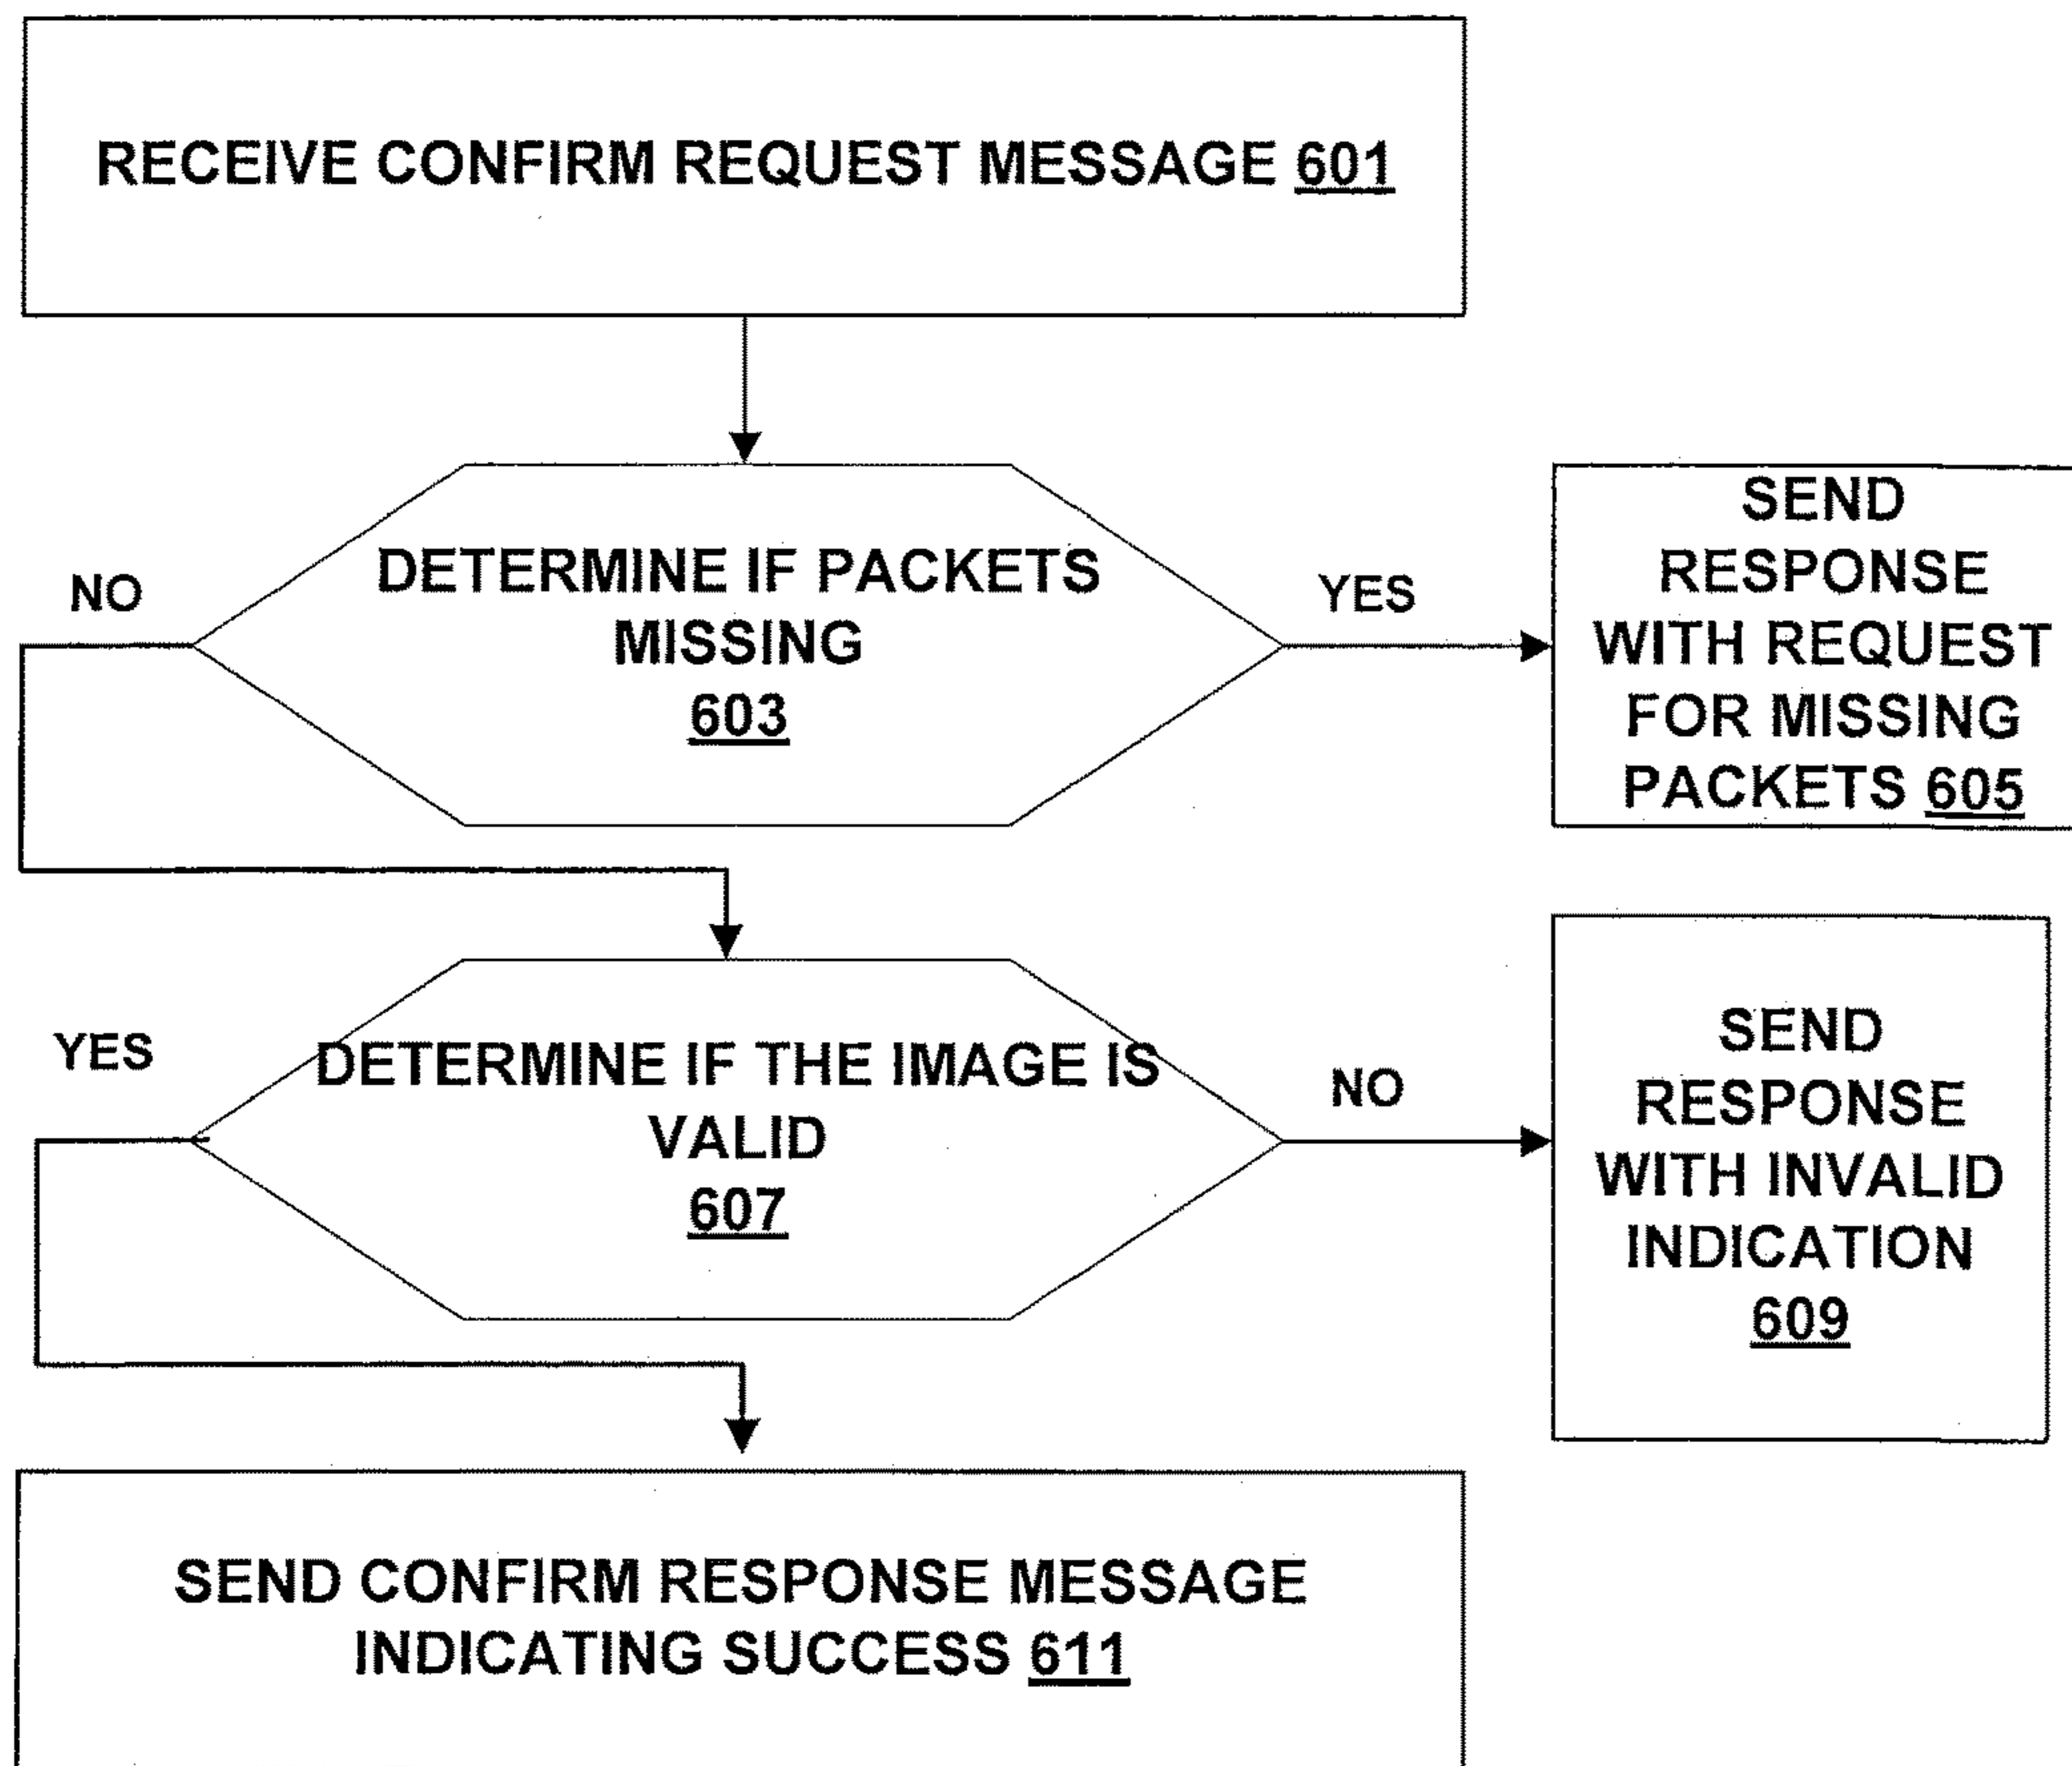 RECEIVE CONFIRM REQUEST MESSAGE 601
DETERMINE IF PACKETS
MISSING
603
NO
YES
SEND
RESPONSE
WITH REQUEST
FOR MISSING
PACKETS 605
DETERMINE IF THE IMAGE IS
VALID
607
YES
NO
SEND
RESPONSE
WITH INVALID
INDICATION
609
SEND CONFIRM RESPONSE MESSAGE
INDICATING SUCCESS 611